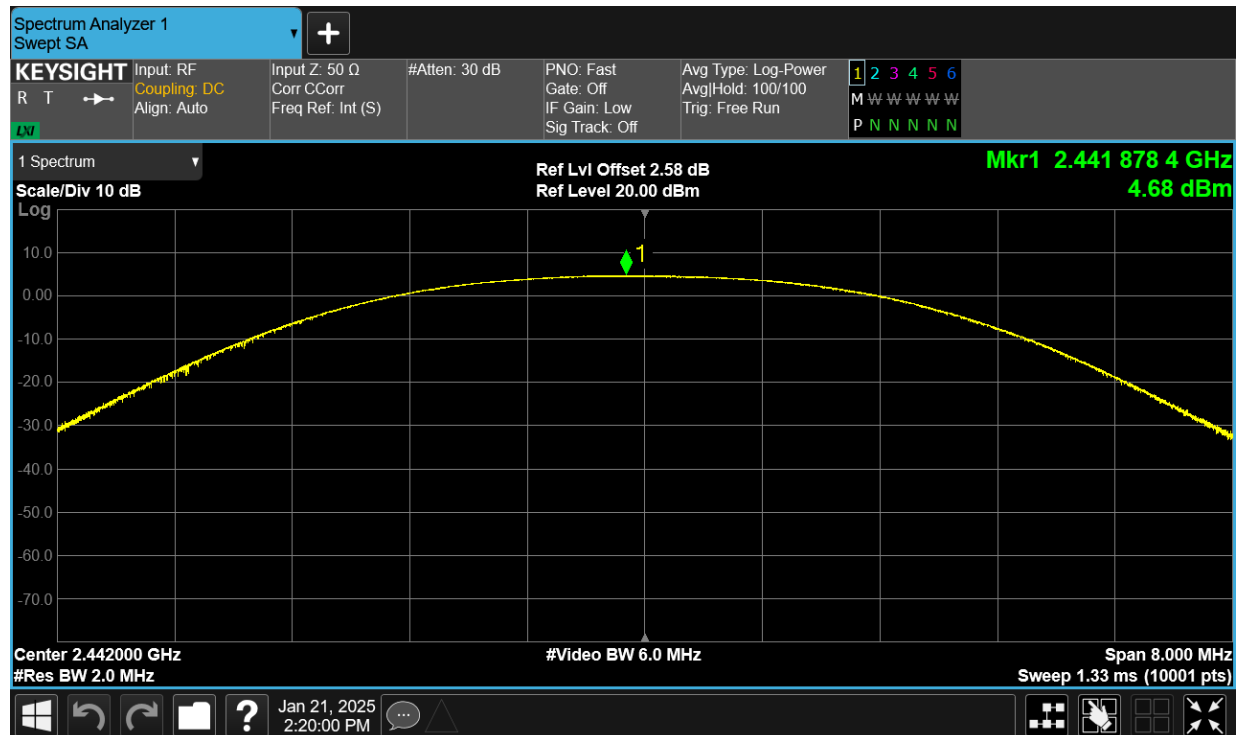 Spectrum Analyzer 1
Swept SA
+
KEYSIGHT
R T
LXI
Input: RF
Coupling: DC
Align: Auto
Input Z: 50 Ω
Corr CCorr
Freq Ref: Int (S)
#Atten: 30 dB
PNO: Fast
Gate: Off
IF Gain: Low
Sig Track: Off
Avg Type: Log-Power
Avg|Hold: 100/100
Trig: Free Run
1 2 3 4 5 6
M W W W W W
P N N N N N
1 Spectrum
Scale/Div 10 dB
Log
Ref Lvl Offset 2.58 dB
Ref Level 20.00 dBm
Mkr1 2.441 878 4 GHz
4.68 dBm
1
10.0
0.00
-10.0
-20.0
-30.0
-40.0
-50.0
-60.0
-70.0
Center 2.442000 GHz
#Res BW 2.0 MHz
#Video BW 6.0 MHz
Span 8.000 MHz
Sweep 1.33 ms (10001 pts)
?
Jan 21, 2025
2:20:00 PM